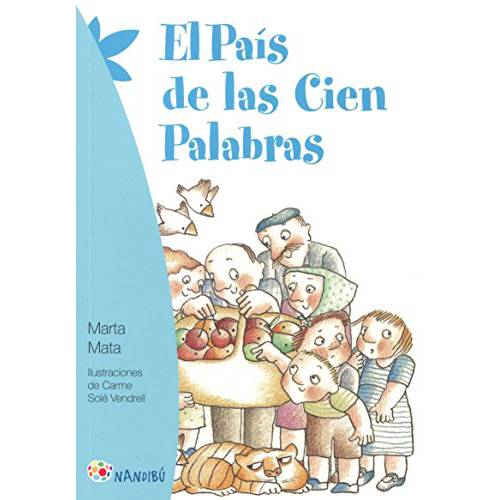 El País
de las Cien
Palabras
Marta
Mata
Ilustraciones
de Carme
Solé Vendrell
NANDIBÚ